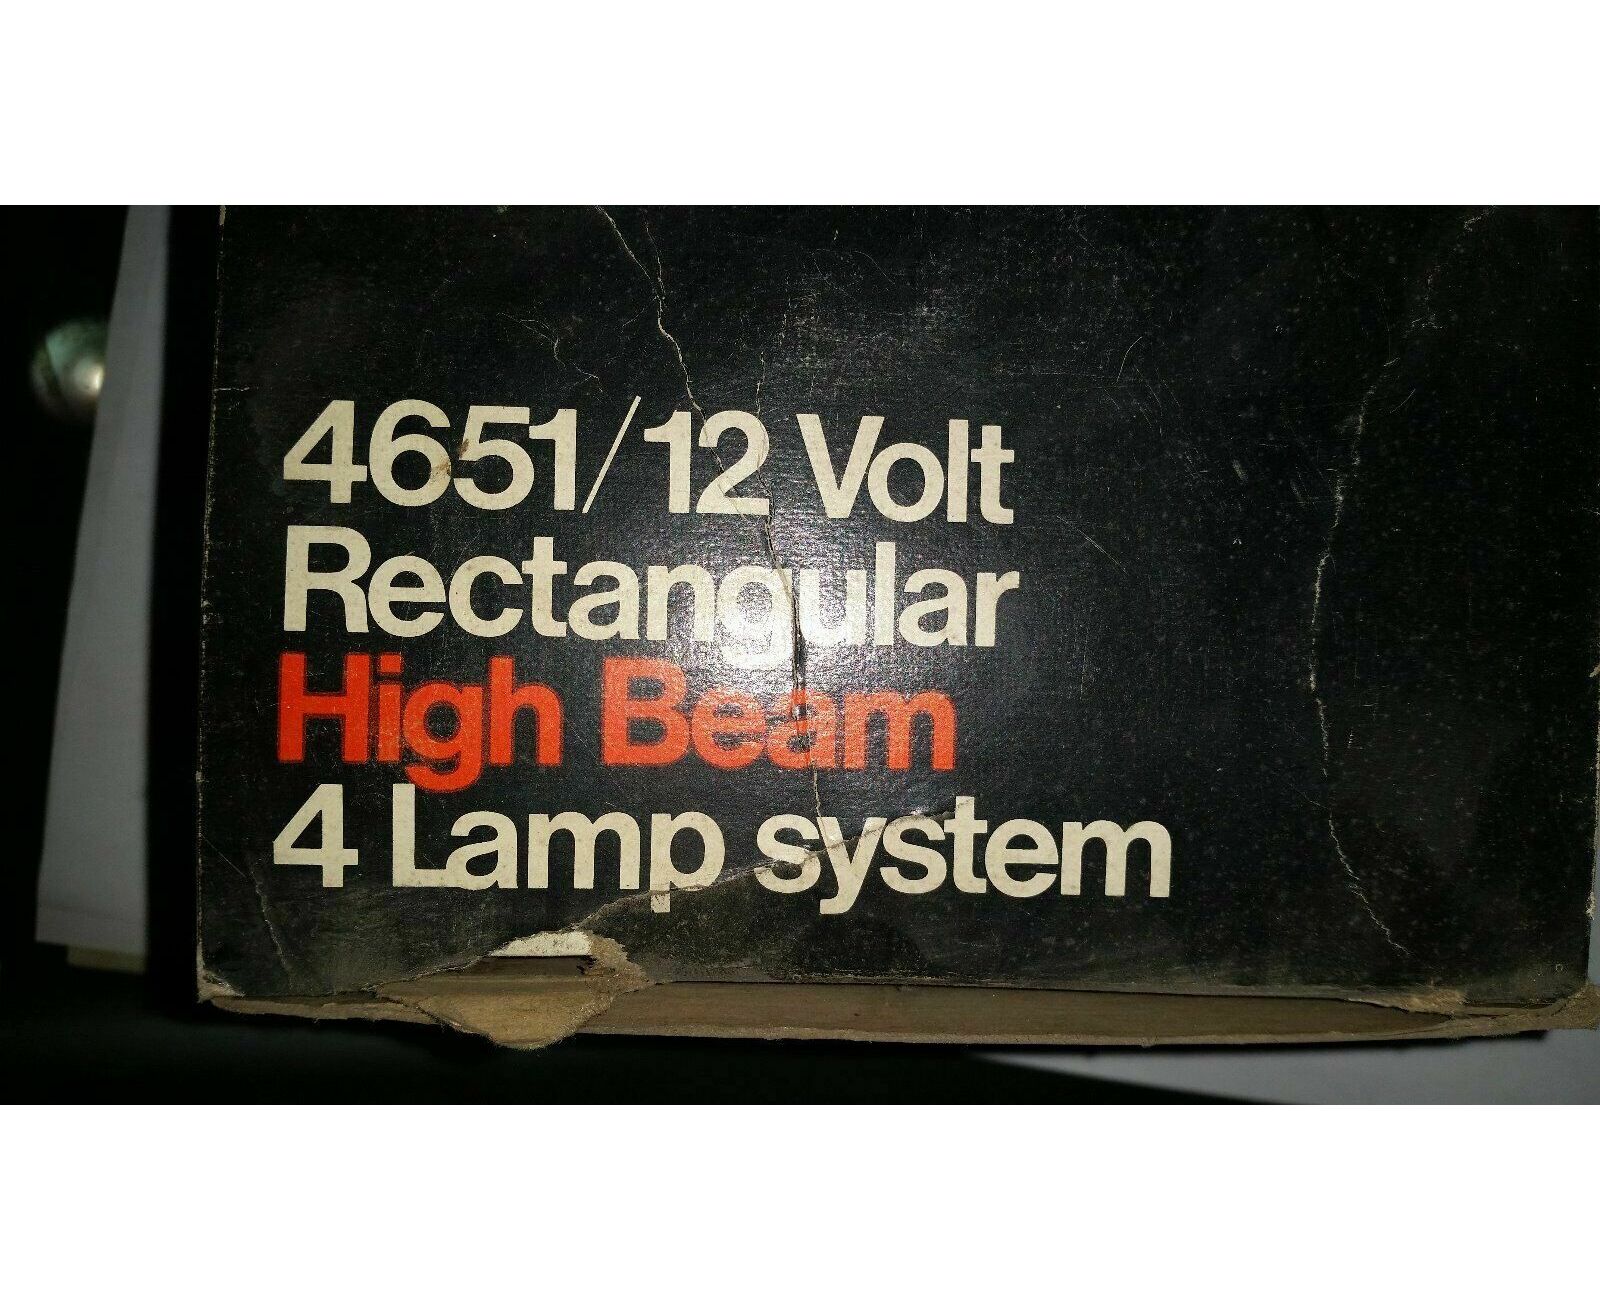 4651/12 Volt
Rectangular
High Beam
4 Lamp system